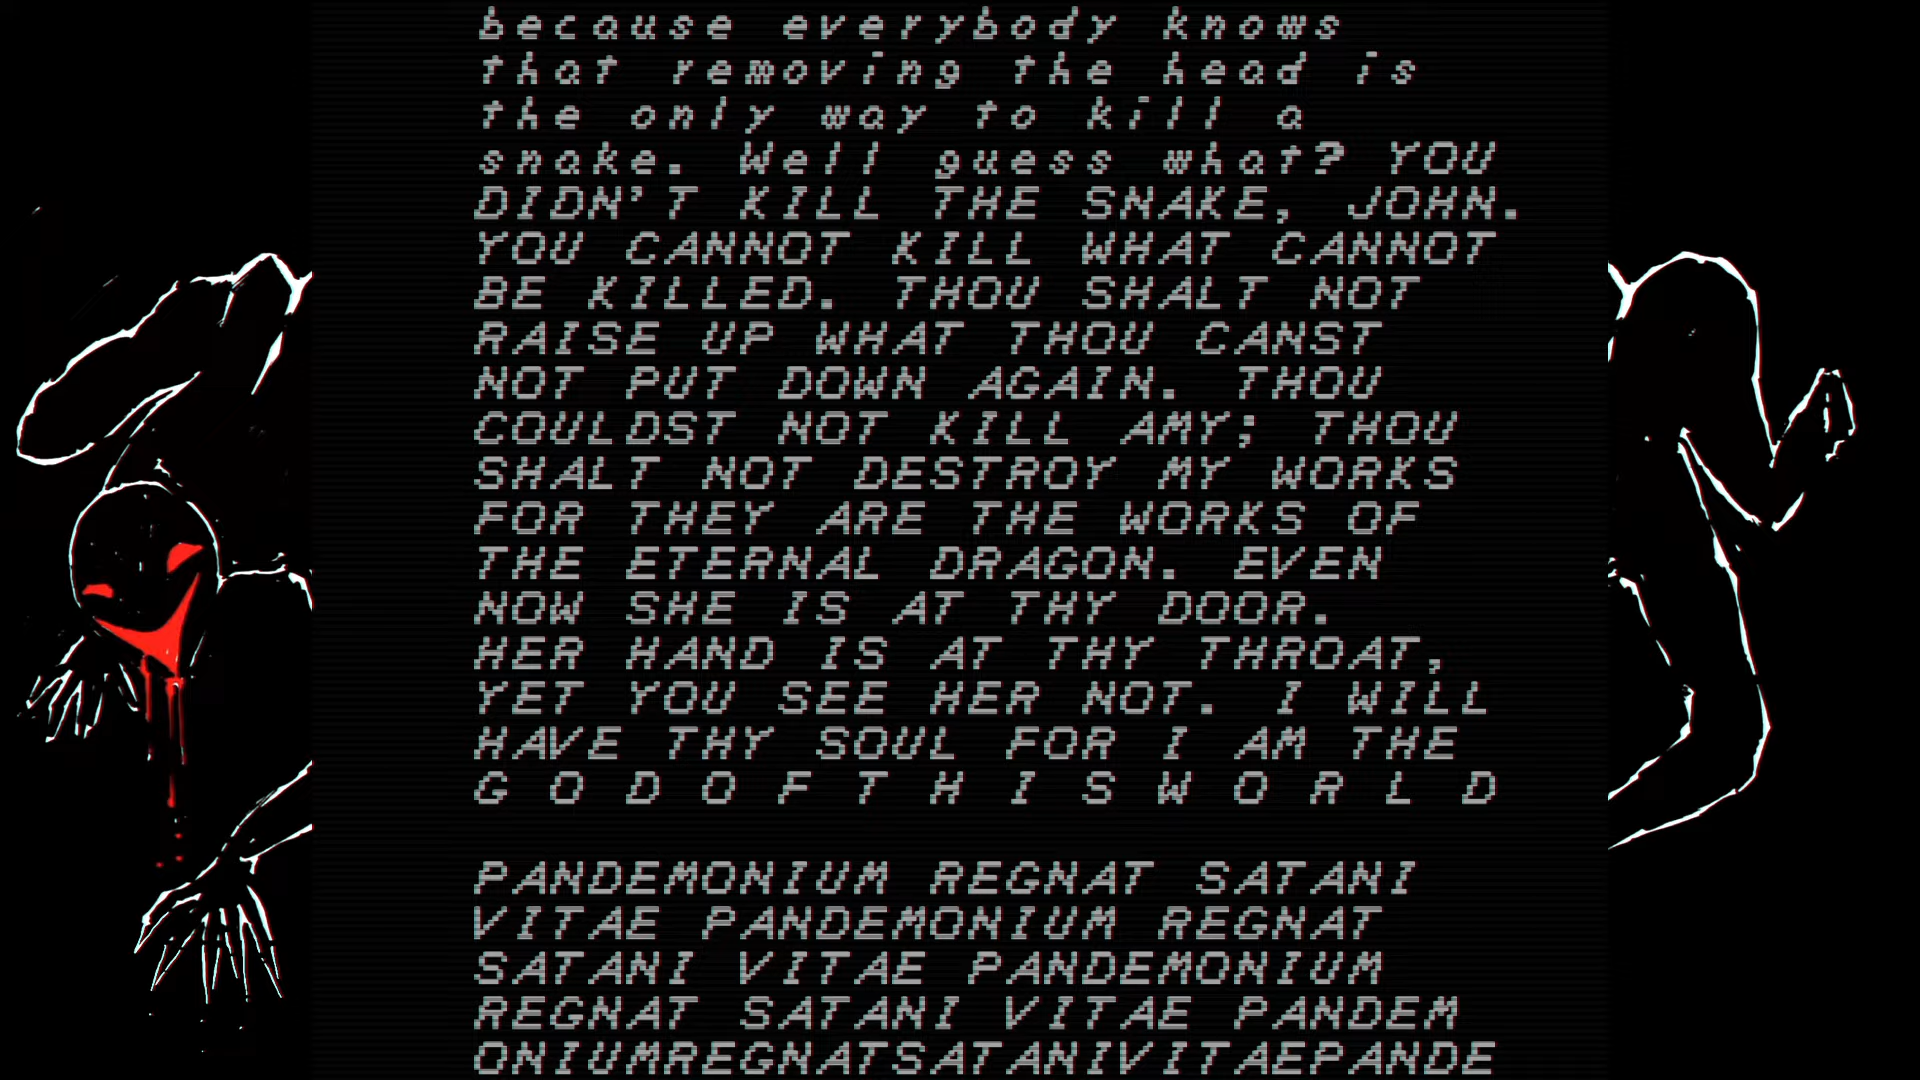 because everybody knows
that removing the head is
the only way to kill a
snake. Well guess what? YOU
DIDN'T KILL THE SNAKE, JOHN.
YOU CANNOT KILL WHAT CANNOT
BE KILLED. THOU SHALT NOT
RAISE UP WHAT THOU CANST
NOT PUT DOWN AGAIN. THOU
COULDST NOT KILL AMY; THOU
SHALT NOT DESTROY MY WORKS
FOR THEY ARE THE WORKS OF
THE ETERNAL DRAGON. EVEN
NOW SHE IS AT THY DOOR.
HER HAND IS AT THY THROAT,
YET YOU SEE HER NOT. I WILL
HAVE THY SOUL FOR I AM THE
G O D O F T H I S W O R L D
PANDEMONIUM REGNAT SATANI
VITAE PANDEMONIUM REGNAT
SATANI VITAE PANDEMONIUM
REGNAT SATANI VITAE PANDEM
ONIUMREGNATSATANIVITAEPANDE